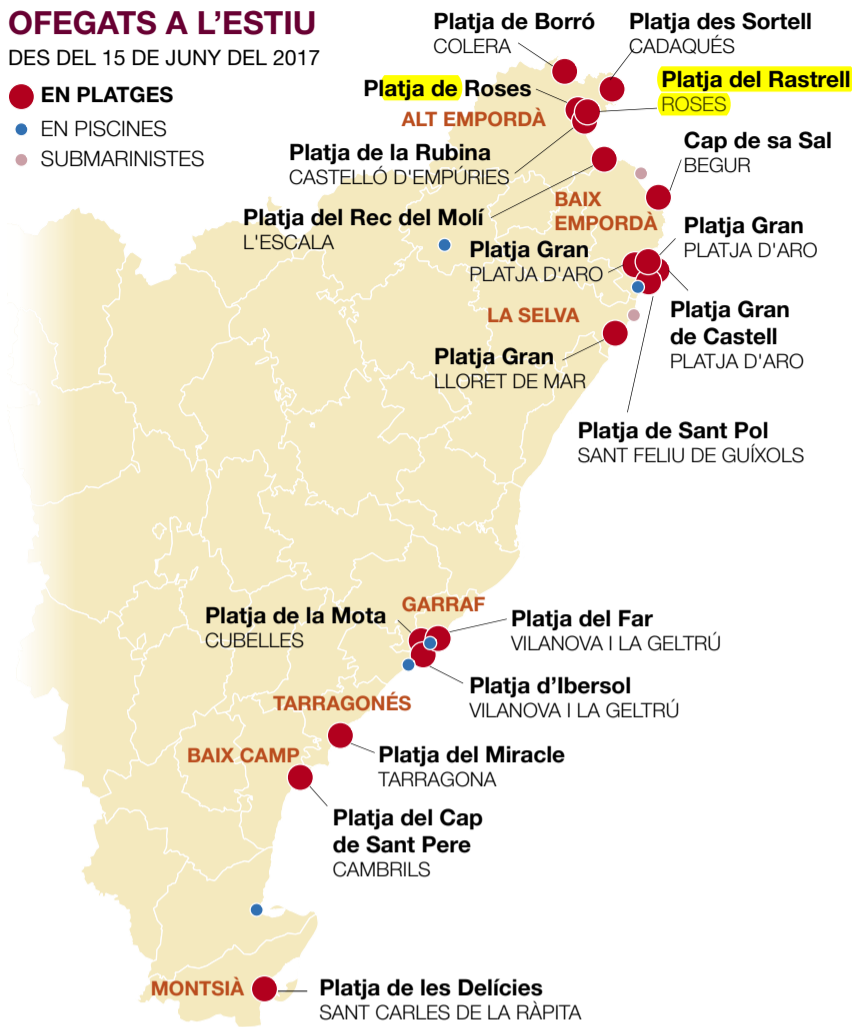 OFEGATS A L'ESTIU
DES DEL 15 DE JUNY DEL 2017
EN PLATGES
EN PISCINES
SUBMARINISTES
Platja de Borró
COLERA
Platja des Sortell
CADAQUÉS
Platja de Roses
Platja del Rastrell
ROSES
ALT EMPORDÀ
Platja de la Rubina
CASTELLÓ D'EMPÚRIES
Cap de sa Sal
BEGUR
Platja del Rec del Molí
L'ESCALA
BAIX
EMPORDÀ
Platja Gran
PLATJA D'ARO
Platja Gran
PLATJA D'ARO
LA SELVA
Platja Gran
de Castell
PLATJA D'ARO
Platja Gran
LLORET DE MAR
Platja de Sant Pol
SANT FELIU DE GUÍXOLS
GARRAF
Platja de la Mota
CUBELLES
Platja del Far
VILANOVA I LA GELTRÚ
Platja d’Ibersol
VILANOVA I LA GELTRÚ
TARRAGONÉS
BAIX CAMP
Platja del Miracle
TARRAGONA
Platja del Cap
de Sant Pere
CAMBRILS
MONTSIÀ
Platja de les Delícies
SANT CARLES DE LA RÀPITA